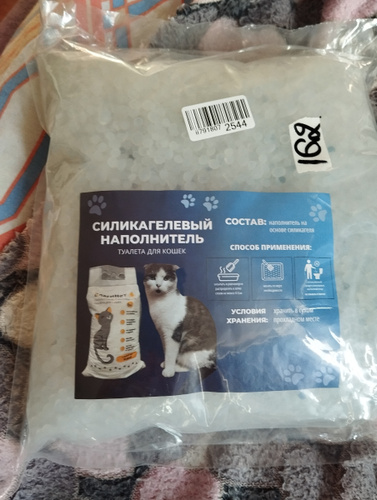 6791807 2544
162
СИЛИКАГЕЛЕВЫЙ
НАПОЛНИТЕЛЬ
ТУАЛЕТА ДЛЯ КОШЕК
СОСТАВ: наполнитель на
основе силикагеля
СПОСОБ ПРИМЕНЕНИЯ:
УСЛОВИЯ
ХРАНЕНИЯ:
хранить в сухом
прохладном месте